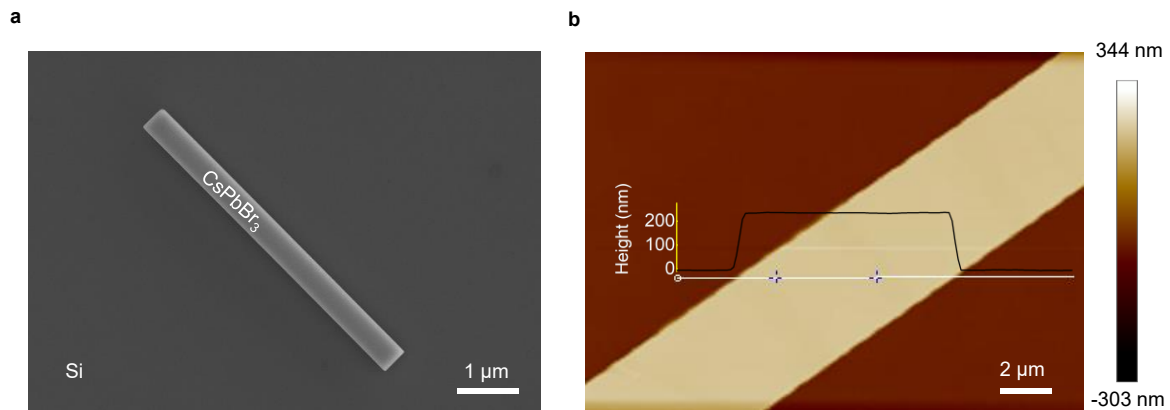 a
CsPbBr₃
Si
1 μm
b
344 nm
Height (nm)
200
100
0
2 μm
-303 nm